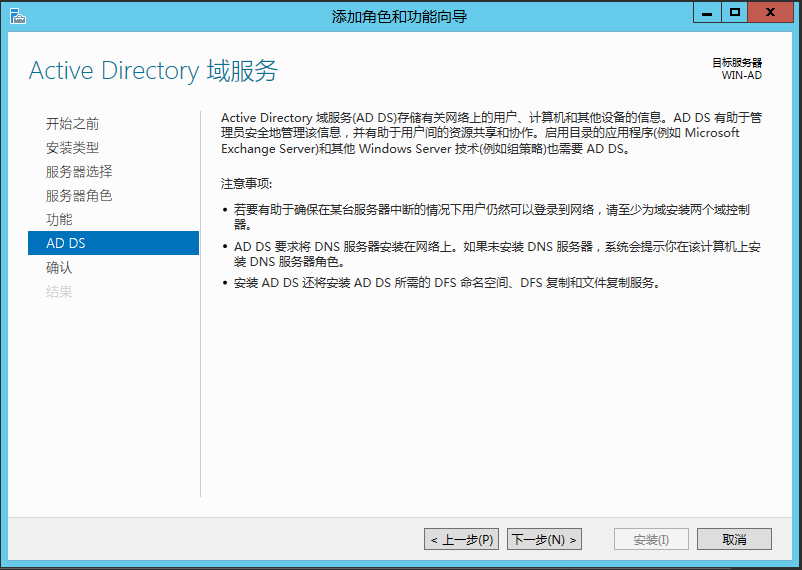 添加角色和功能向导
Active Directory 域服务
目标服务器
WIN-AD
开始之前
安装类型
服务器选择
服务器角色
功能
AD DS
确认
结果
Active Directory 域服务(AD DS)存储有关网络上的用户、计算机和其他设备的信息。AD DS 有助于管
理员安全地管理该信息，并有助于用户间的资源共享和协作。启用目录的应用程序(例如 Microsoft
Exchange Server)和其他 Windows Server 技术(例如组策略)也需要 AD DS。
注意事项:
• 若要有助于确保在某台服务器中断的情况下用户仍然可以登录到网络，请至少为域安装两个域控制
器。
• AD DS 要求将 DNS 服务器安装在网络上。如果未安装 DNS 服务器，系统会提示你在该计算机上安
装 DNS 服务器角色。
• 安装 AD DS 还将安装 AD DS 所需的 DFS 命名空间、DFS 复制和文件复制服务。
< 上一步(P)
下一步(N) >
安装(I)
取消